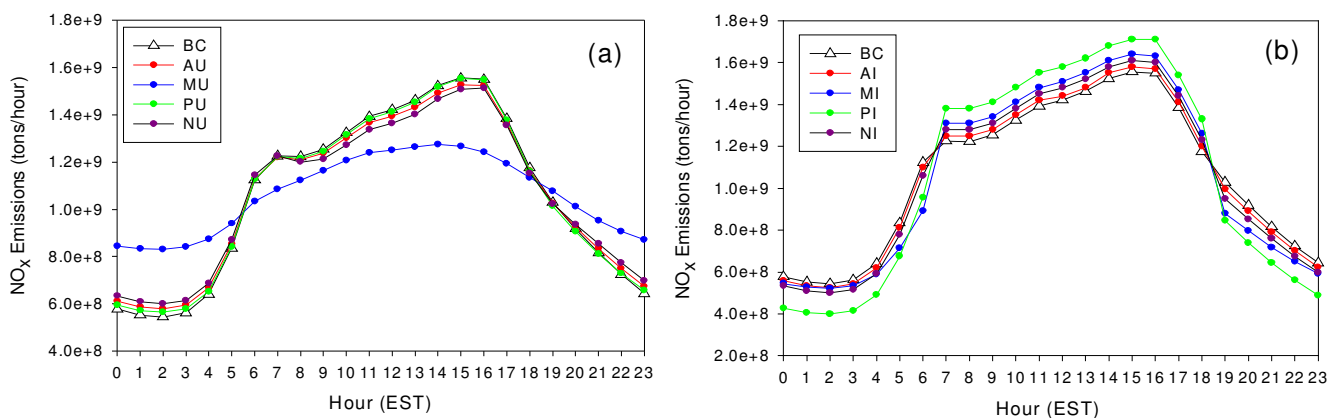 1.8e+9
1.6e+9
1.4e+9
1.2e+9
1.0e+9
8.0e+8
6.0e+8
4.0e+8
NOX Emissions (tons/hour)
BC
AU
MU
PU
NU
(a)
0 1 2 3 4 5 6 7 8 9 10 11 12 13 14 15 16 17 18 19 20 21 22 23
Hour (EST)
1.8e+9
1.6e+9
1.4e+9
1.2e+9
1.0e+9
8.0e+8
6.0e+8
4.0e+8
2.0e+8
NOX Emissions (tons/hour)
BC
AI
MI
PI
NI
(b)
0 1 2 3 4 5 6 7 8 9 10 11 12 13 14 15 16 17 18 19 20 21 22 23
Hour (EST)